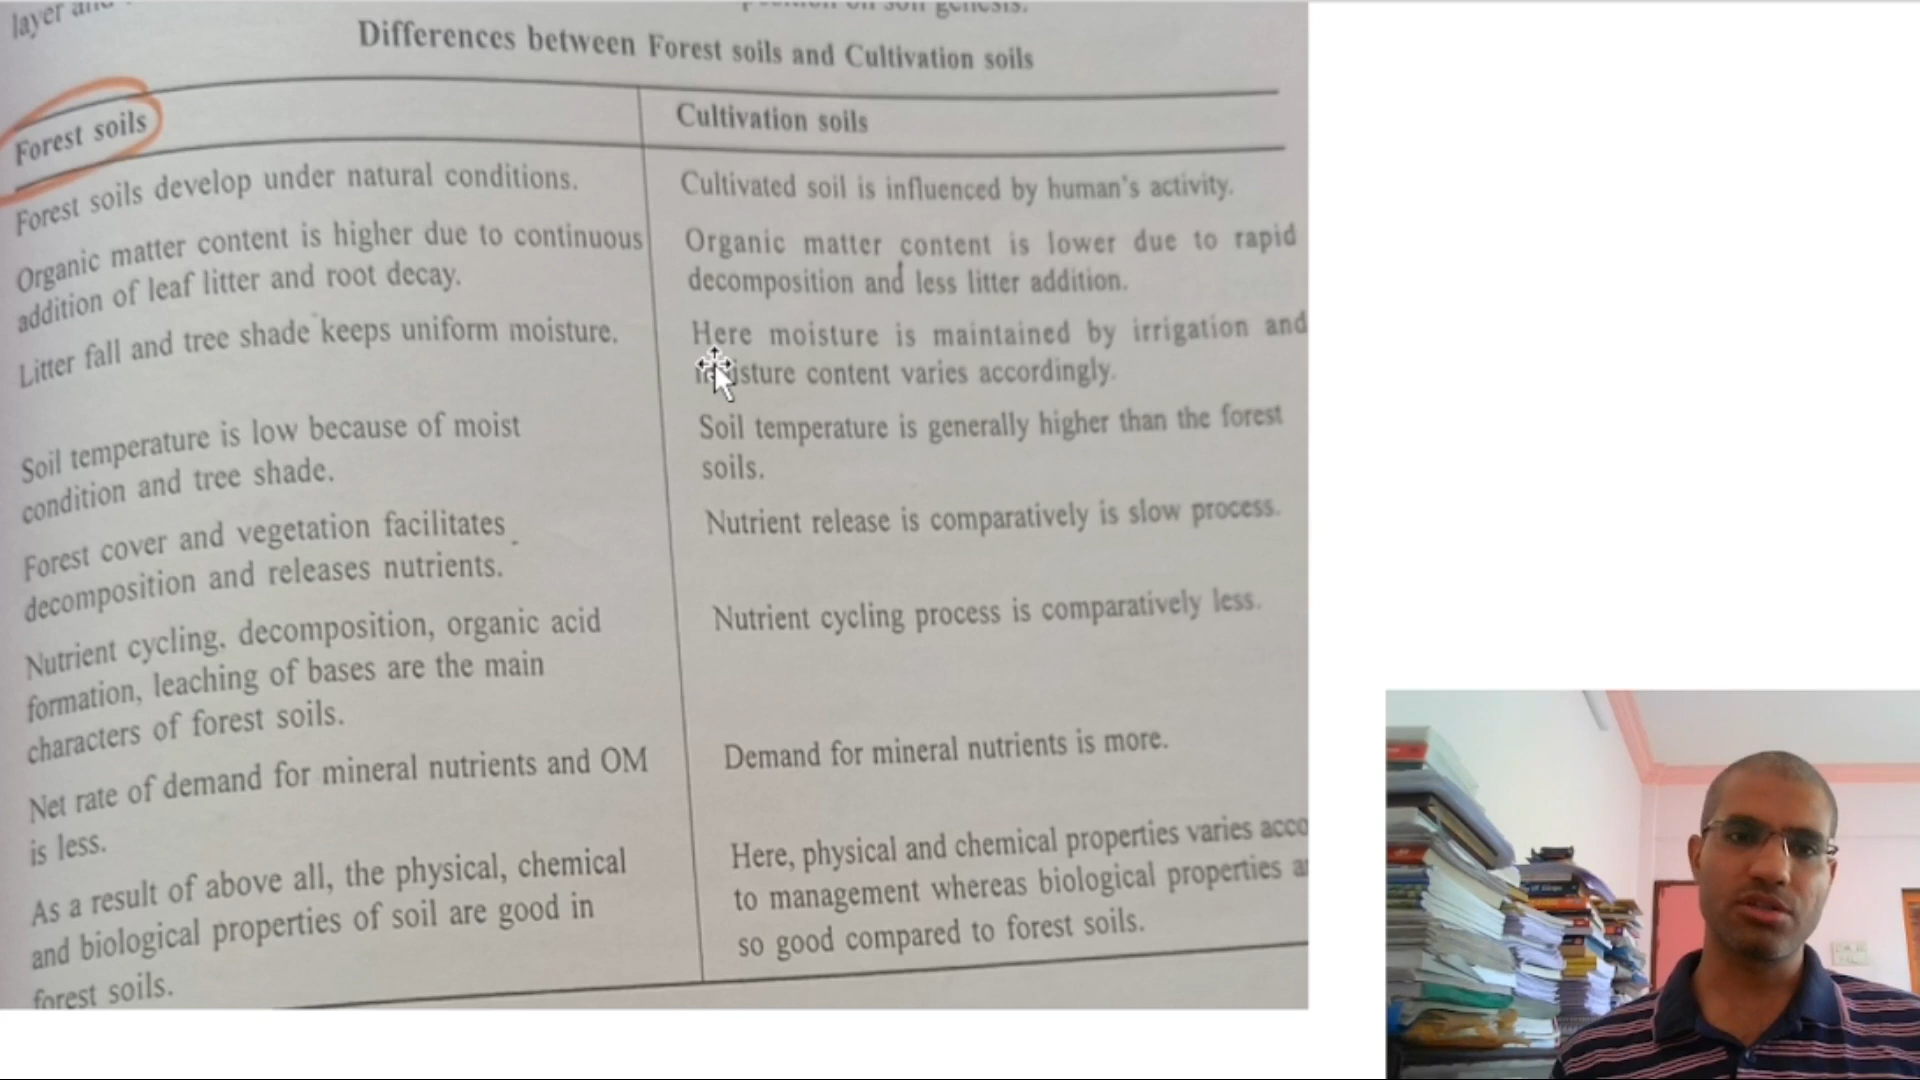 layer and
position on soil genesis.
Differences between Forest soils and Cultivation soils
Forest soils
Cultivation soils
Forest soils develop under natural conditions.
Cultivated soil is influenced by human's activity.
Organic matter content is higher due to continuous
addition of leaf litter and root decay.
Organic matter content is lower due to rapid
decomposition and less litter addition.
Litter fall and tree shade keeps uniform moisture.
Here moisture is maintained by irrigation and
moisture content varies accordingly.
Soil temperature is low because of moist
condition and tree shade.
Soil temperature is generally higher than the forest
soils.
Forest cover and vegetation facilitates
decomposition and releases nutrients.
Nutrient release is comparatively is slow process.
Nutrient cycling, decomposition, organic acid
formation, leaching of bases are the main
characters of forest soils.
Nutrient cycling process is comparatively less.
Net rate of demand for mineral nutrients and OM
is less.
Demand for mineral nutrients is more.
As a result of above all, the physical, chemical
and biological properties of soil are good in
forest soils.
Here, physical and chemical properties varies acco
to management whereas biological properties a
so good compared to forest soils.